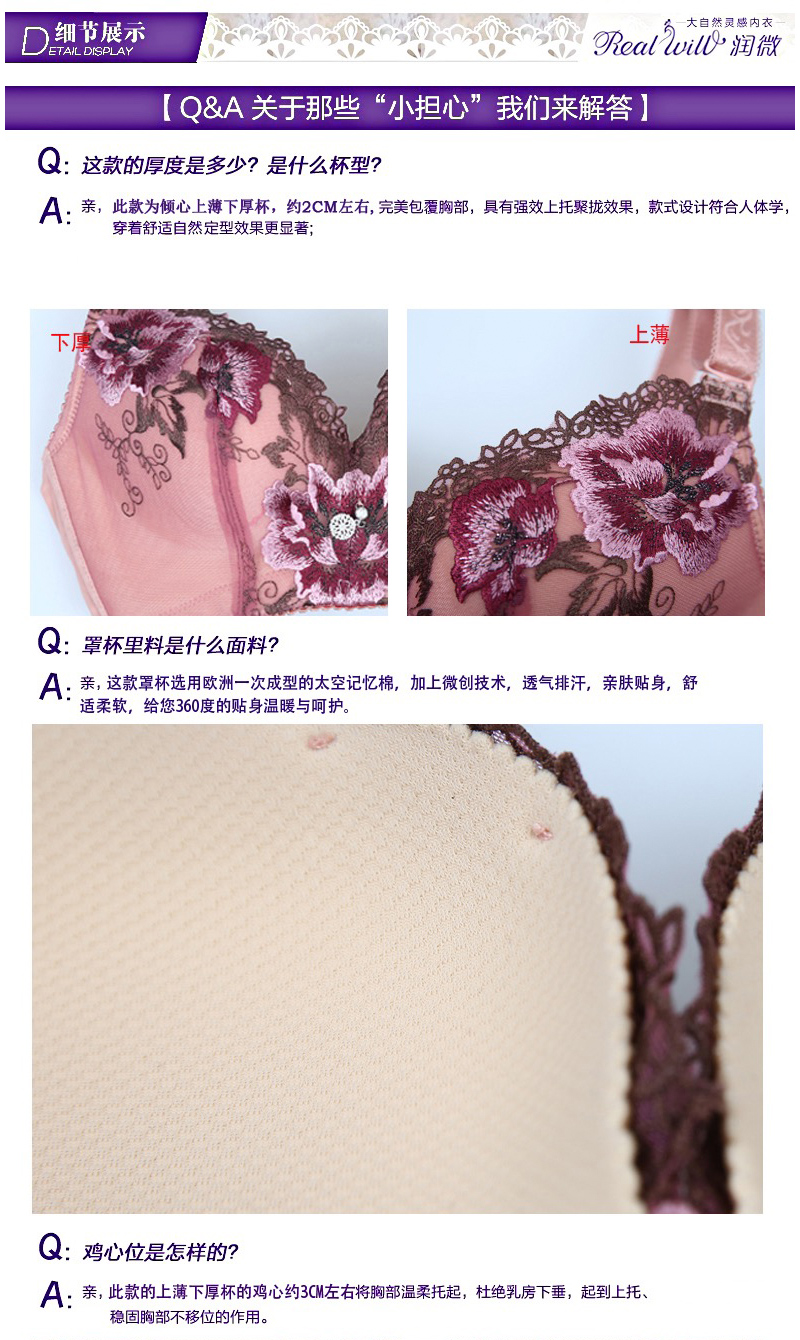 细节展示
DETAIL DISPLAY
大自然灵感内衣
Real Will 润微
【 Q&A 关于那些“小担心”我们来解答】
Q: 这款的厚度是多少？是什么杯型？
A: 亲，此款为倾心上薄下厚杯，约2CM左右, 完美包覆胸部，具有强效上托聚拢效果，款式设计符合人体学，
穿着舒适自然定型效果更显著；
下厚
上薄
Q: 罩杯里料是什么面料？
A: 亲, 这款罩杯选用欧洲一次成型的太空记忆棉，加上微创技术，透气排汗，亲肤贴身，舒
适柔软，给您360度的贴身温暖与呵护。
Q: 鸡心位是怎样的？
A: 亲, 此款的上薄下厚杯的鸡心约3CM左右将胸部温柔托起，杜绝乳房下垂，起到上托、
稳固胸部不移位的作用。